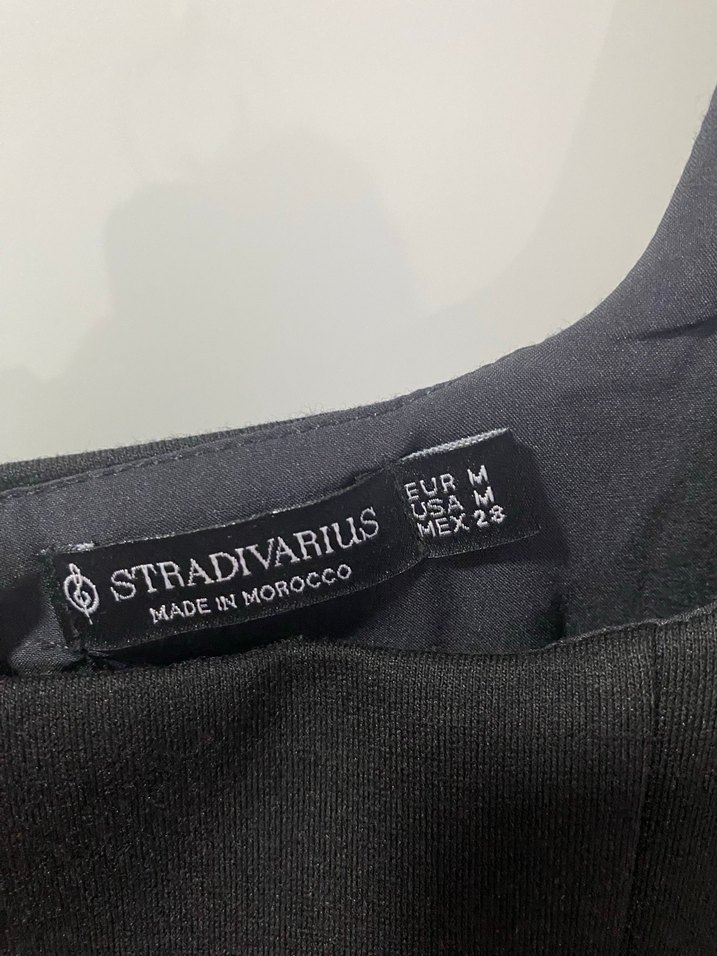 STRADIVARIUS
MADE IN MOROCCO
EUR M
USA M
MEX 28